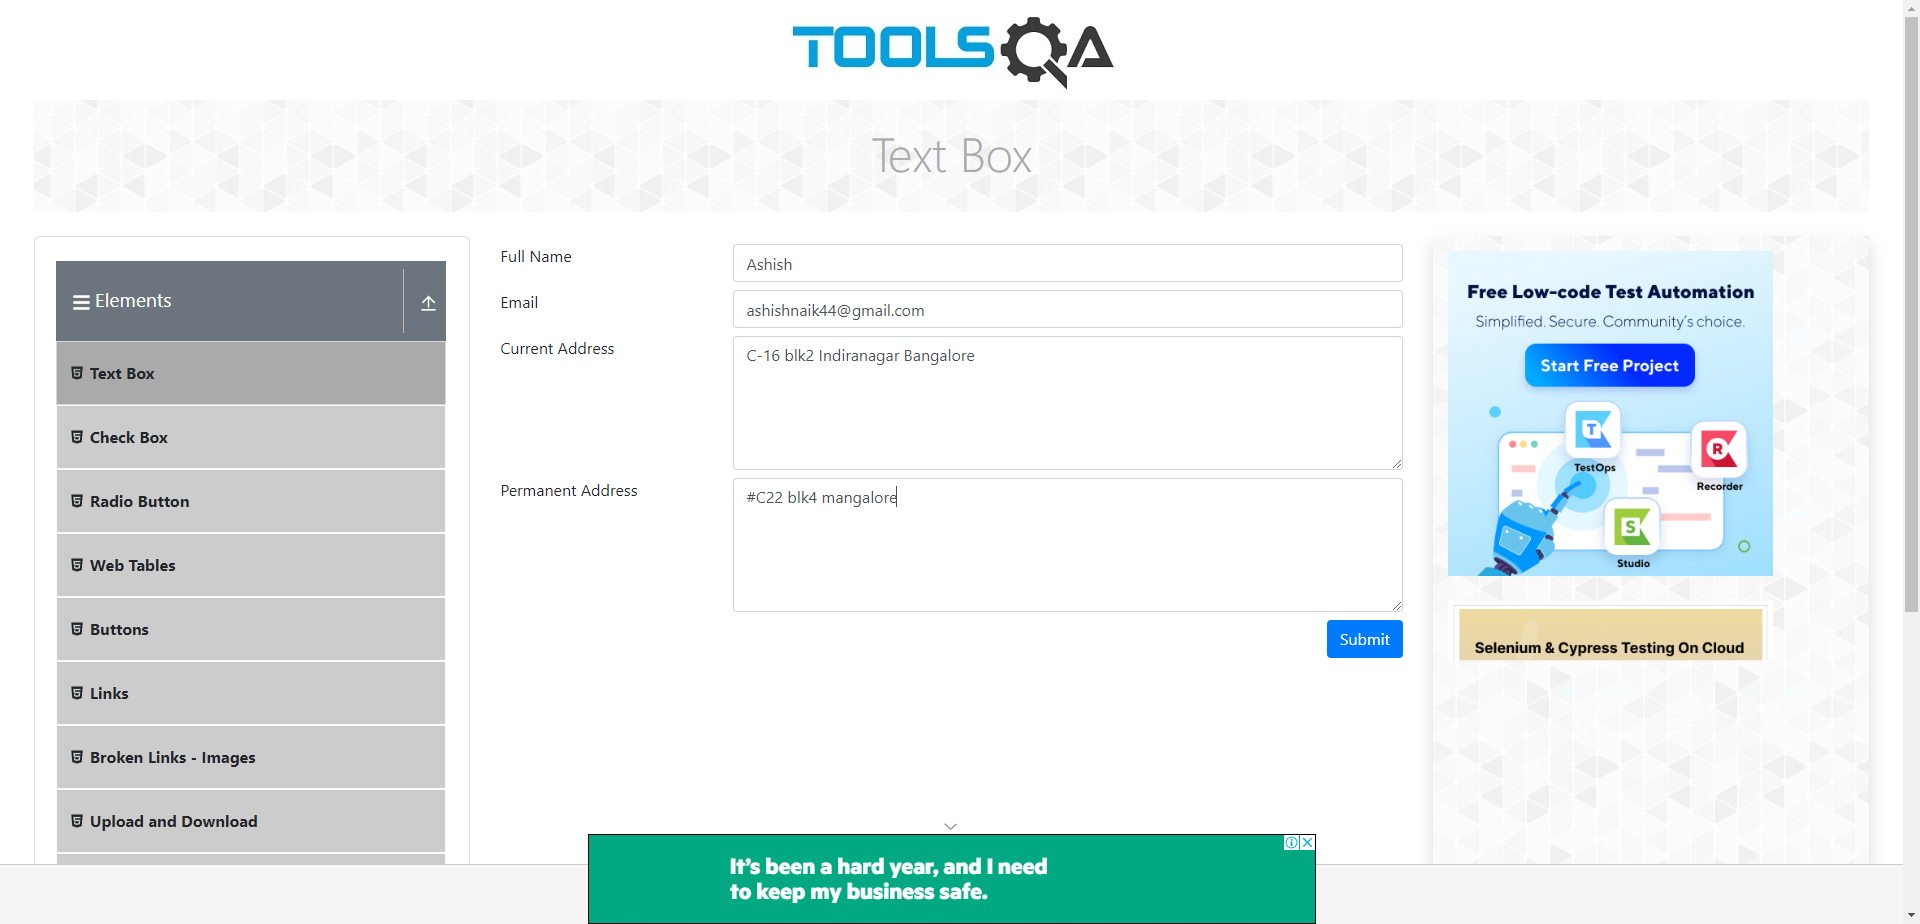 TOOLSQA
Text Box
Elements
Text Box
Check Box
Radio Button
Web Tables
Buttons
Links
Broken Links - Images
Upload and Download
Full Name
Ashish
Email
ashishnaik44@gmail.com
Current Address
C-16 blk2 Indiranagar Bangalore
Permanent Address
#C22 blk4 mangalore
Submit
Free Low-code Test Automation
Simplified. Secure. Community's choice.
Start Free Project
T
TestOps
R
Recorder
S
Studio
Selenium & Cypress Testing On Cloud
It's been a hard year, and I need
to keep my business safe.